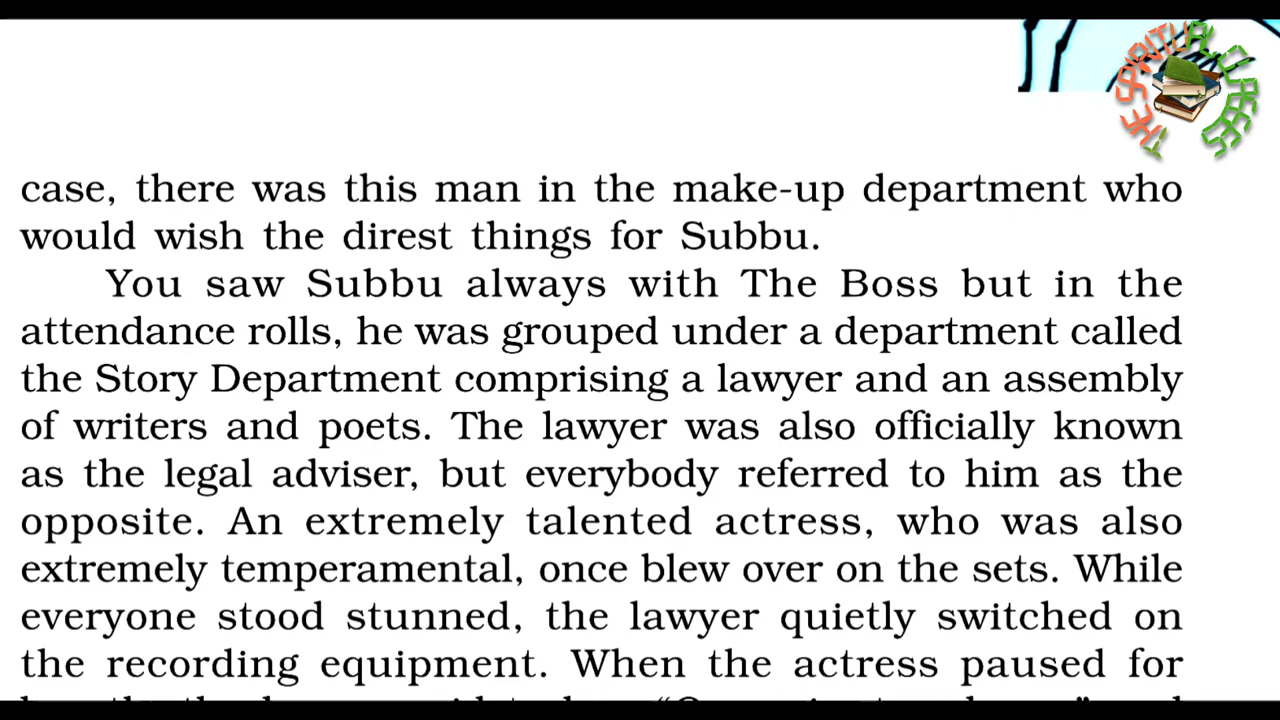 THE SPIRITUAL CURE
case, there was this man in the make-up department who
would wish the direst things for Subbu.
You saw Subbu always with The Boss but in the
attendance rolls, he was grouped under a department called
the Story Department comprising a lawyer and an assembly
of writers and poets. The lawyer was also officially known
as the legal adviser, but everybody referred to him as the
opposite. An extremely talented actress, who was also
extremely temperamental, once blew over on the sets. While
everyone stood stunned, the lawyer quietly switched on
the recording equipment. When the actress paused for